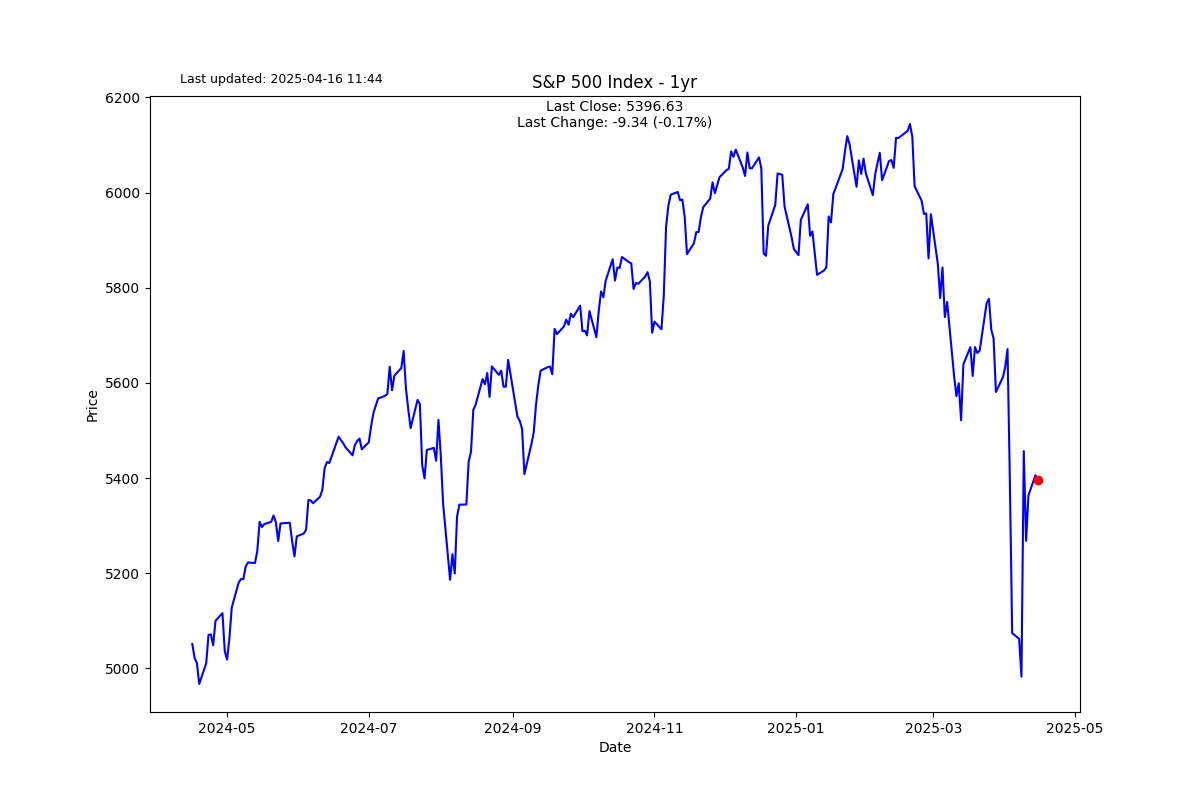 Last updated: 2025-04-16 11:44
S&P 500 Index - 1yr
Last Close: 5396.63
Last Change: -9.34 (-0.17%)
6200
6000
5800
5600
5400
5200
5000
Price
2024-05
2024-07
2024-09
2024-11
2025-01
2025-03
2025-05
Date